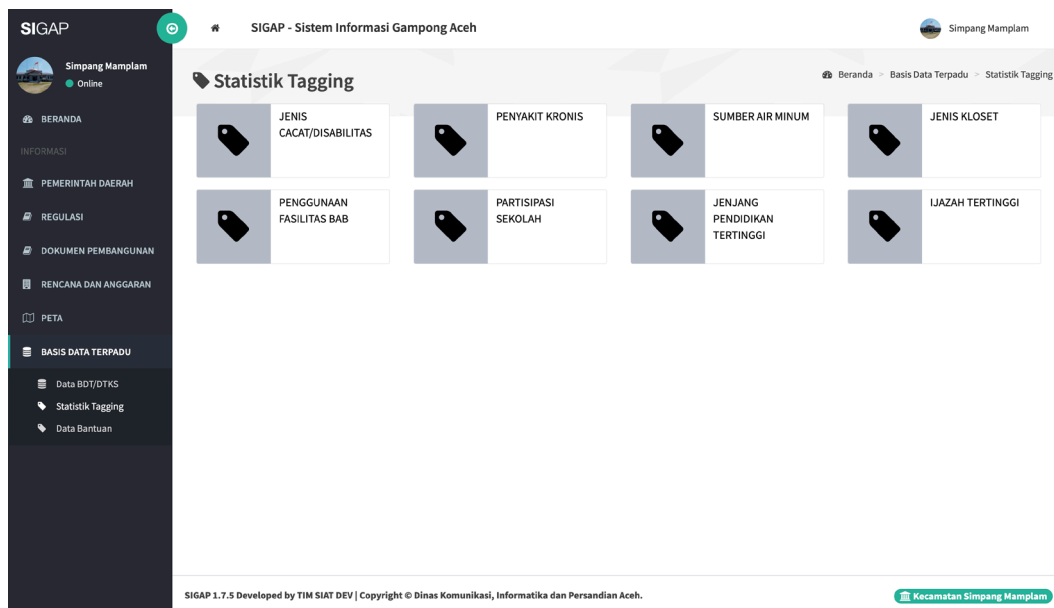 SIGAP
SIGAP - Sistem Informasi Gampong Aceh
Simpang Mamplam
Simpang Mamplam
Online
BERANDA
INFORMASI
PEMERINTAH DAERAH
REGULASI
DOKUMEN PEMBANGUNAN
RENCANA DAN ANGGARAN
PETA
BASIS DATA TERPADU
Data BDT/DTKS
Statistik Tagging
Data Bantuan
Statistik Tagging
Beranda > Basis Data Terpadu > Statistik Tagging
JENIS
CACAT/DISABILITAS
PENYAKIT KRONIS
SUMBER AIR MINUM
JENIS KLOSET
PENGGUNAAN
FASILITAS BAB
PARTISIPASI
SEKOLAH
JENJANG
PENDIDIKAN
TERTINGGI
IJAZAH TERTINGGI
SIGAP 1.7.5 Developed by TIM SIAT DEV | Copyright © Dinas Komunikasi, Informatika dan Persandian Aceh.
Kecamatan Simpang Mamplam